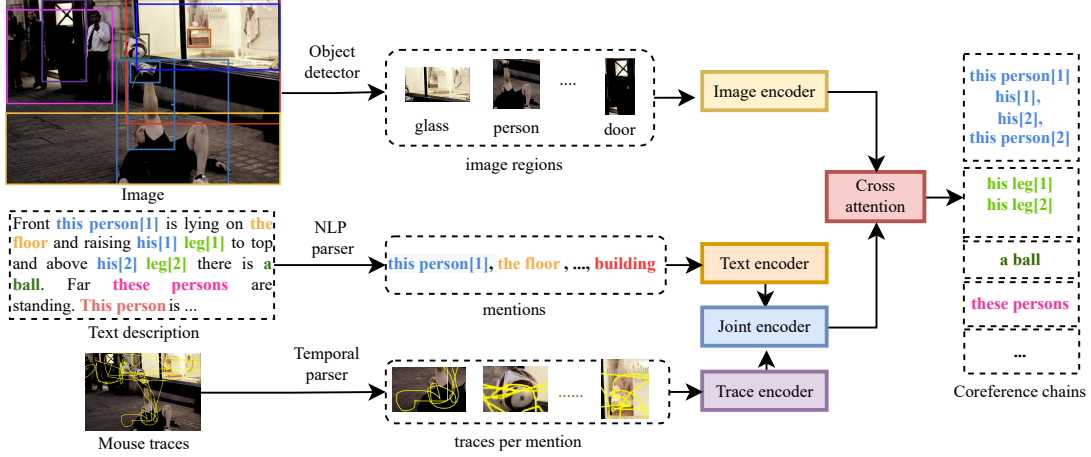 Object
detector
glass
person
....
door
image regions
Image encoder
Image
Front this person[1] is lying on the
floor and raising his[1] leg[1] to top
and above his[2] leg[2] there is a
ball. Far these persons are
standing. This person is ...
Text description
NLP
parser
this person[1], the floor , ..., building
mentions
Text encoder
Joint encoder
Cross
attention
Mouse traces
Temporal
parser
......
traces per mention
Trace encoder
this person[1]
his[1],
his[2],
this person[2]
his leg[1]
his leg[2]
a ball
these persons
...
Coreference chains